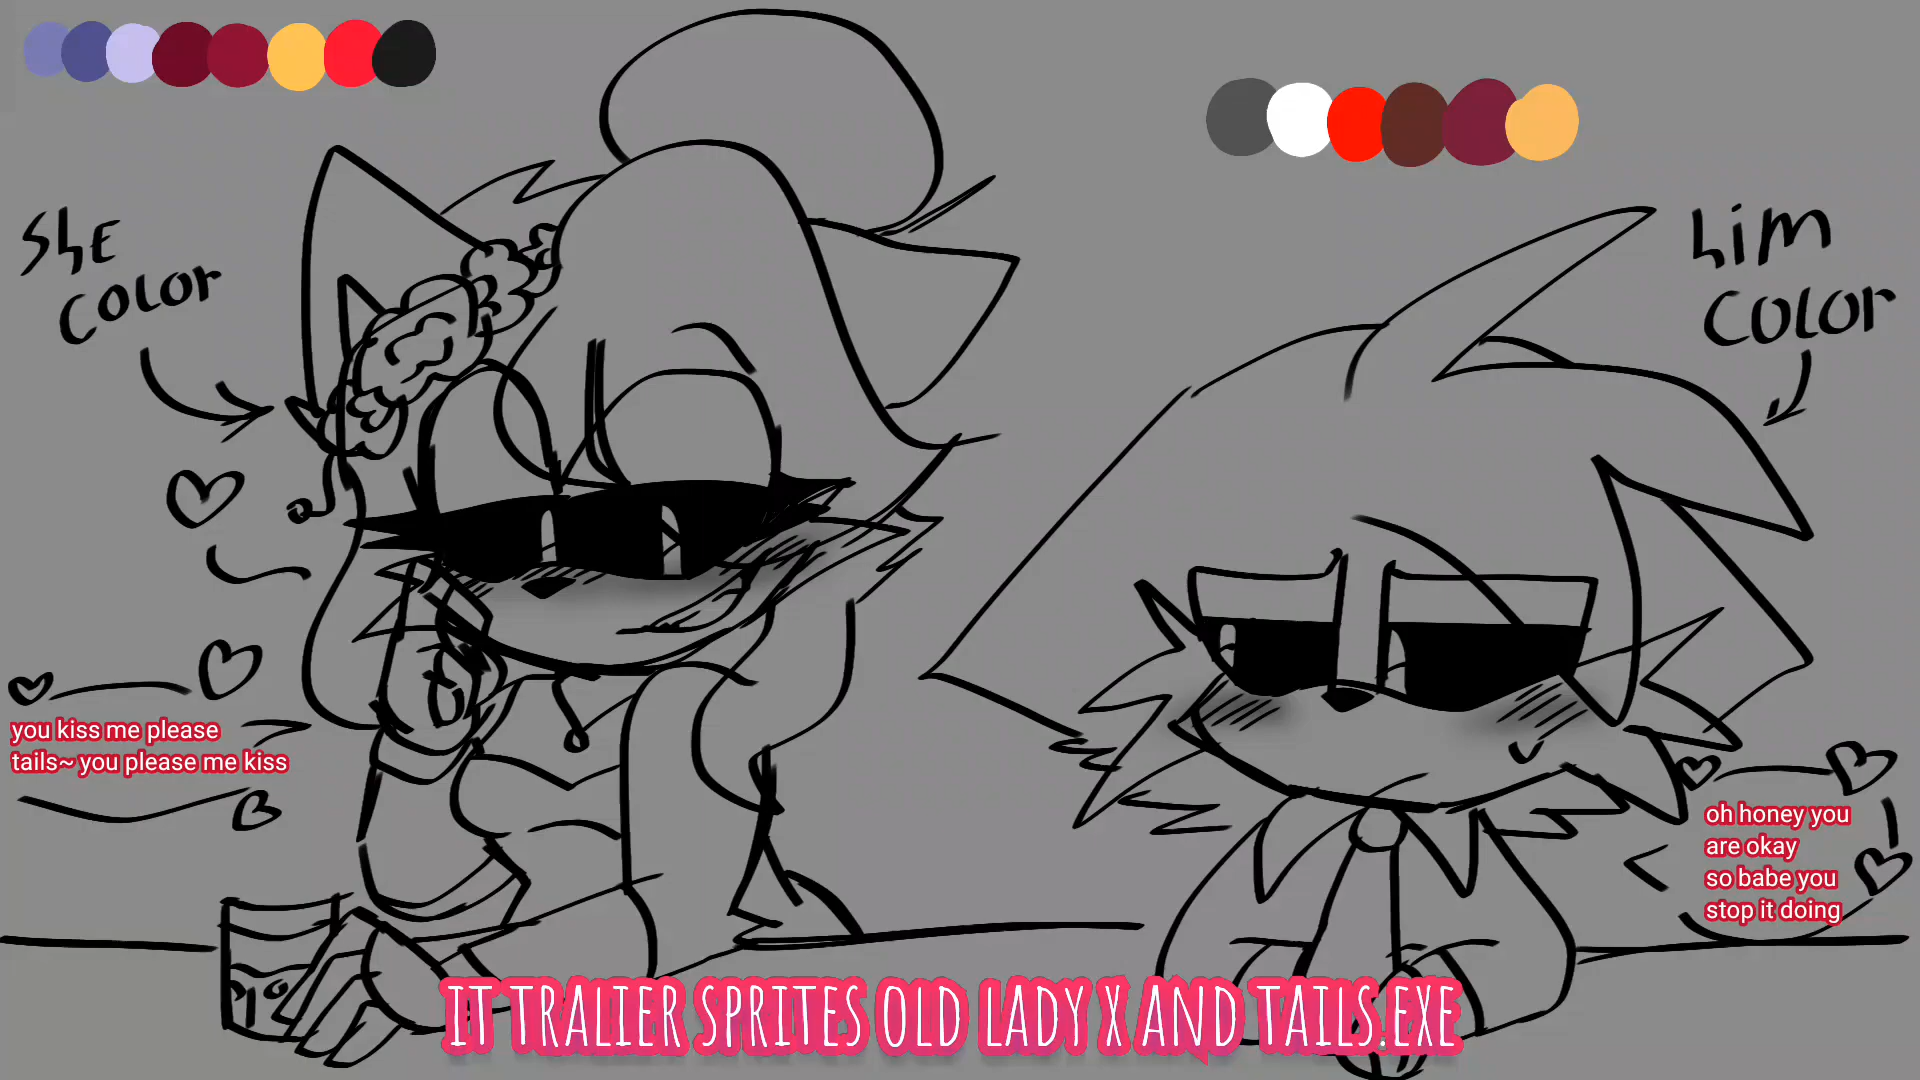 She
Color
him
Color
you kiss me please
tails~ you please me kiss
oh honey you
are okay
so babe you
stop it doing
IT TRALIER SPRITES OLD LADY X AND TAILS.EXE